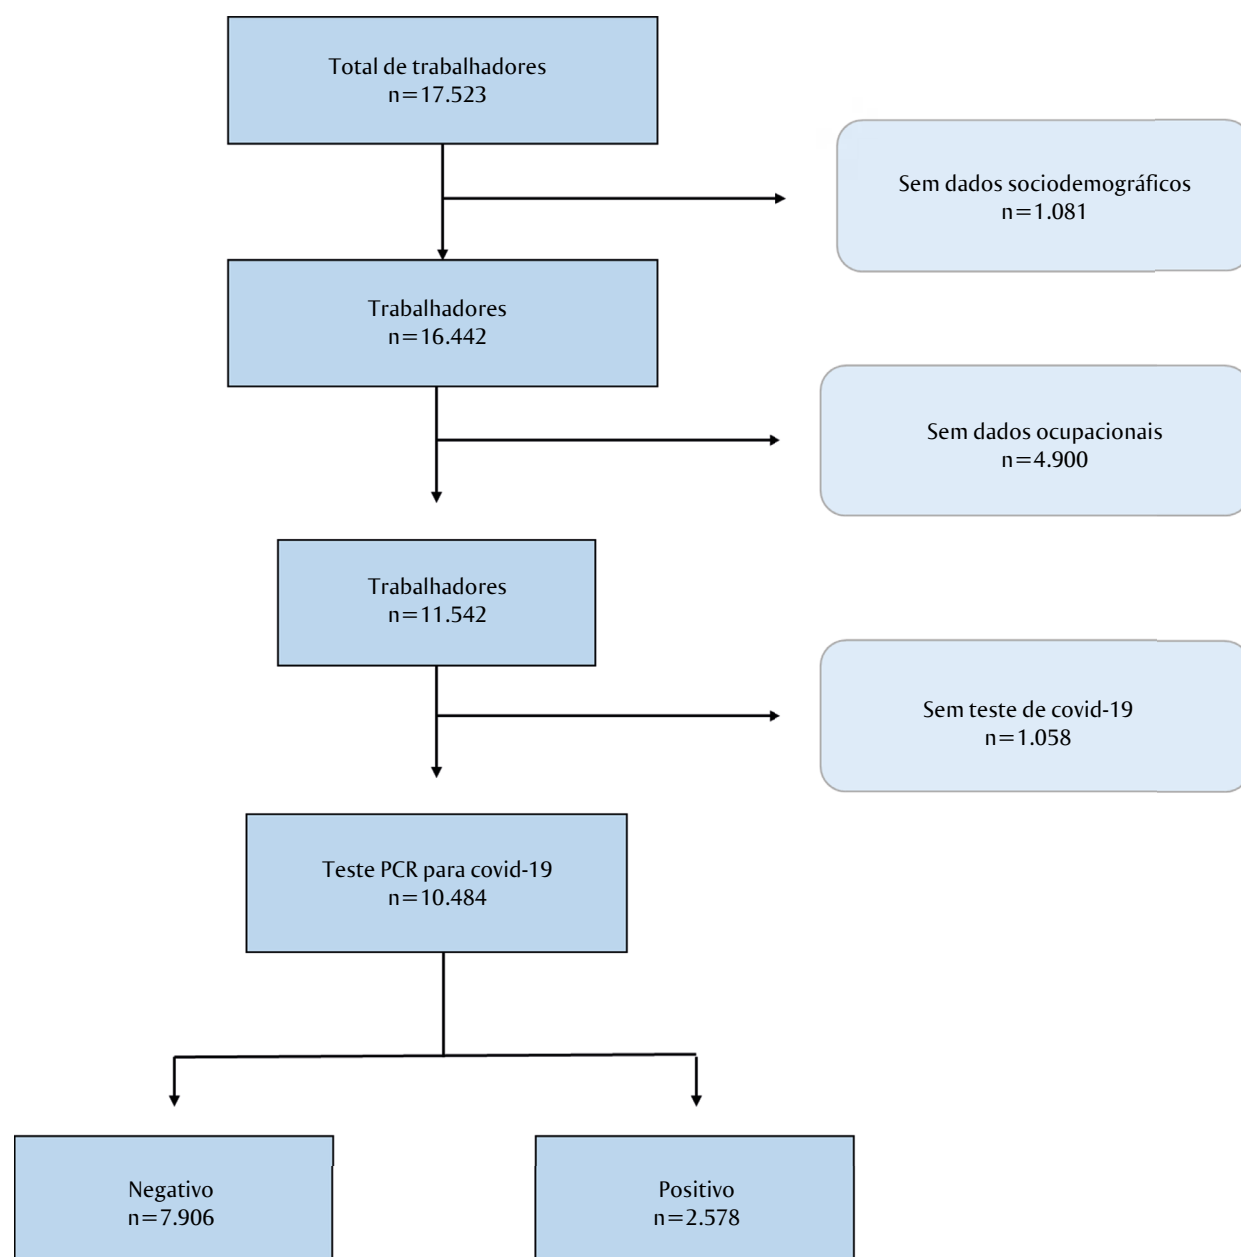 Total de trabalhadores
n=17.523
Sem dados sociodemográficos
n=1.081
Trabalhadores
n=16.442
Sem dados ocupacionais
n=4.900
Trabalhadores
n=11.542
Sem teste de covid-19
n=1.058
Teste PCR para covid-19
n=10.484
Negativo
n=7.906
Positivo
n=2.578